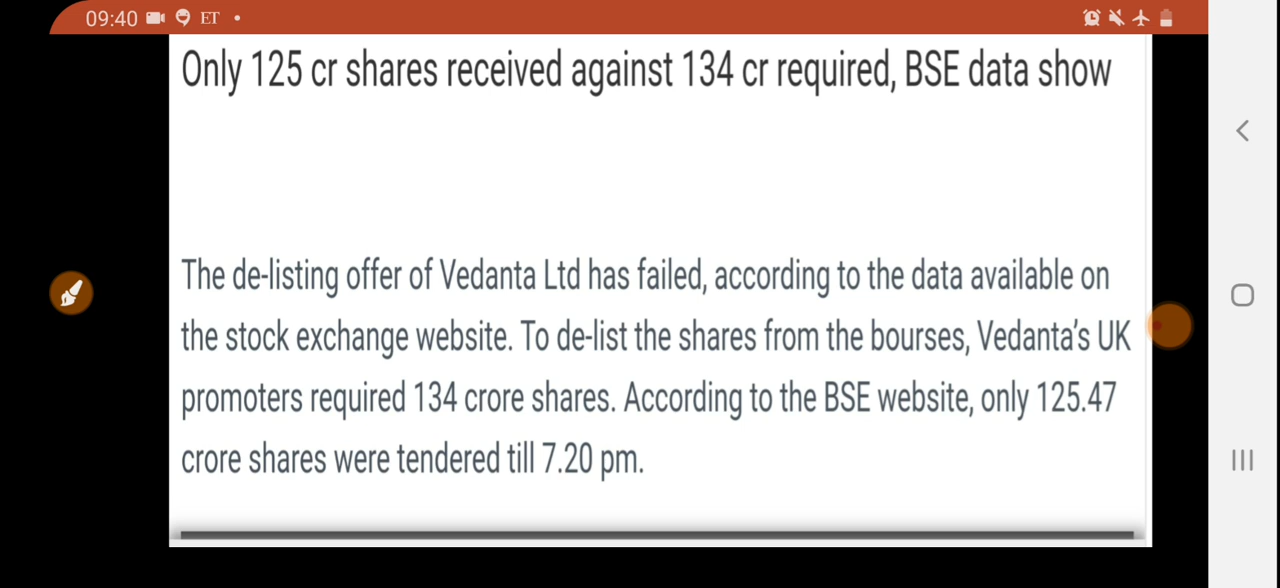 09:40 ET
Only 125 cr shares received against 134 cr required, BSE data show
The de-listing offer of Vedanta Ltd has failed, according to the data available on
the stock exchange website. To de-list the shares from the bourses, Vedanta's UK
promoters required 134 crore shares. According to the BSE website, only 125.47
crore shares were tendered till 7.20 pm.